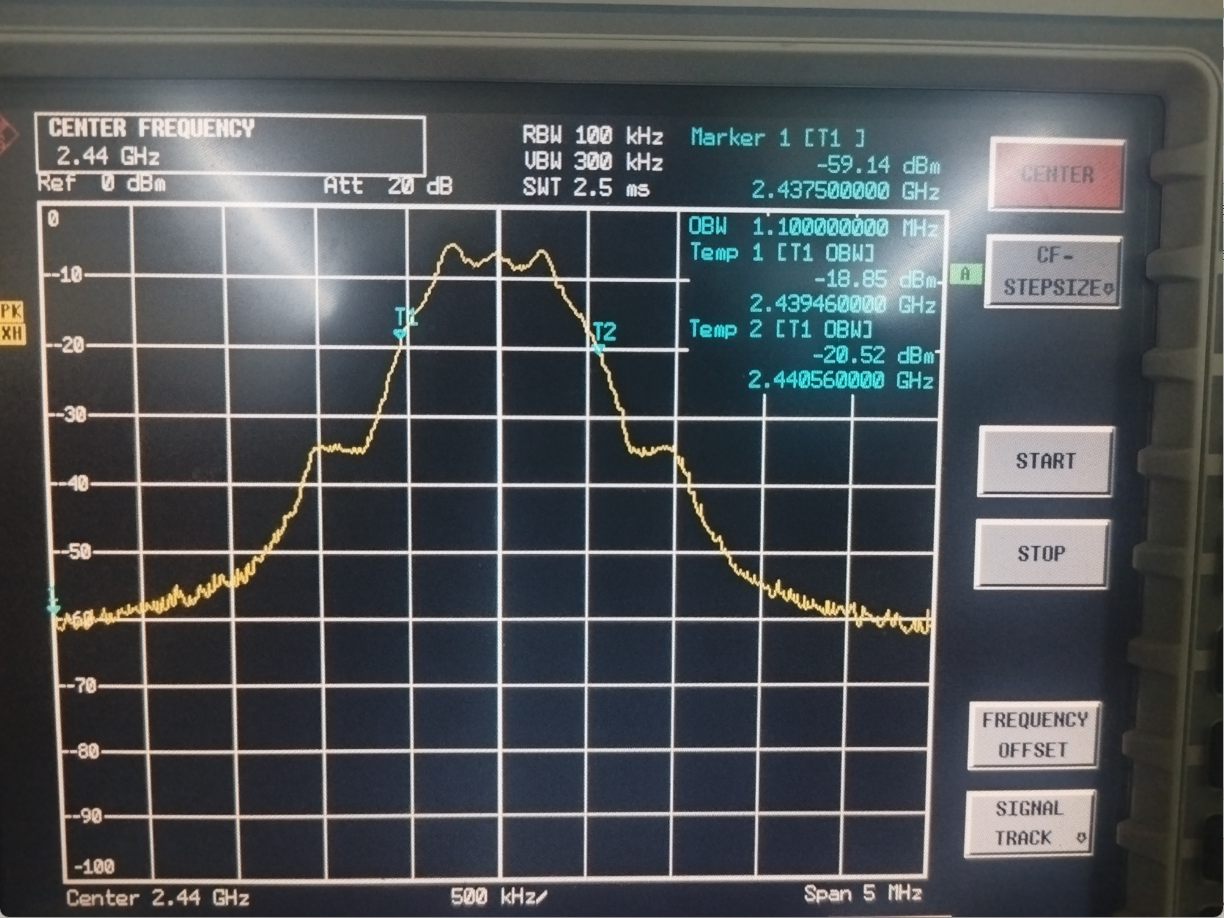 CENTER FREQUENCY
2.44 GHz
Ref 0 dBm
Att 20 dB
RBW 100 kHz
VBW 300 kHz
SWT 2.5 ms
Marker 1 [T1 ]
-59.14 dBm
2.437500000 GHz
OBW 1.100000000 MHz
Temp 1 [T1 OBW]
-18.85 dBm
2.439460000 GHz
Temp 2 [T1 OBW]
-20.52 dBm
2.440560000 GHz
0
-10
-20
-30
-40
-50
-60
-70
-80
-90
-100
T1
T2
1
PK
XH
A
Center 2.44 GHz
500 kHz/
Span 5 MHz
CENTER
CF-
STEPSIZE
START
STOP
FREQUENCY
OFFSET
SIGNAL
TRACK